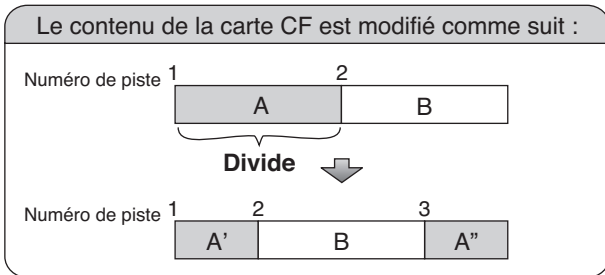 Le contenu de la carte CF est modifié comme suit :
Numéro de piste 1 2
A B
Divide
Numéro de piste 1 2 3
A' B A"